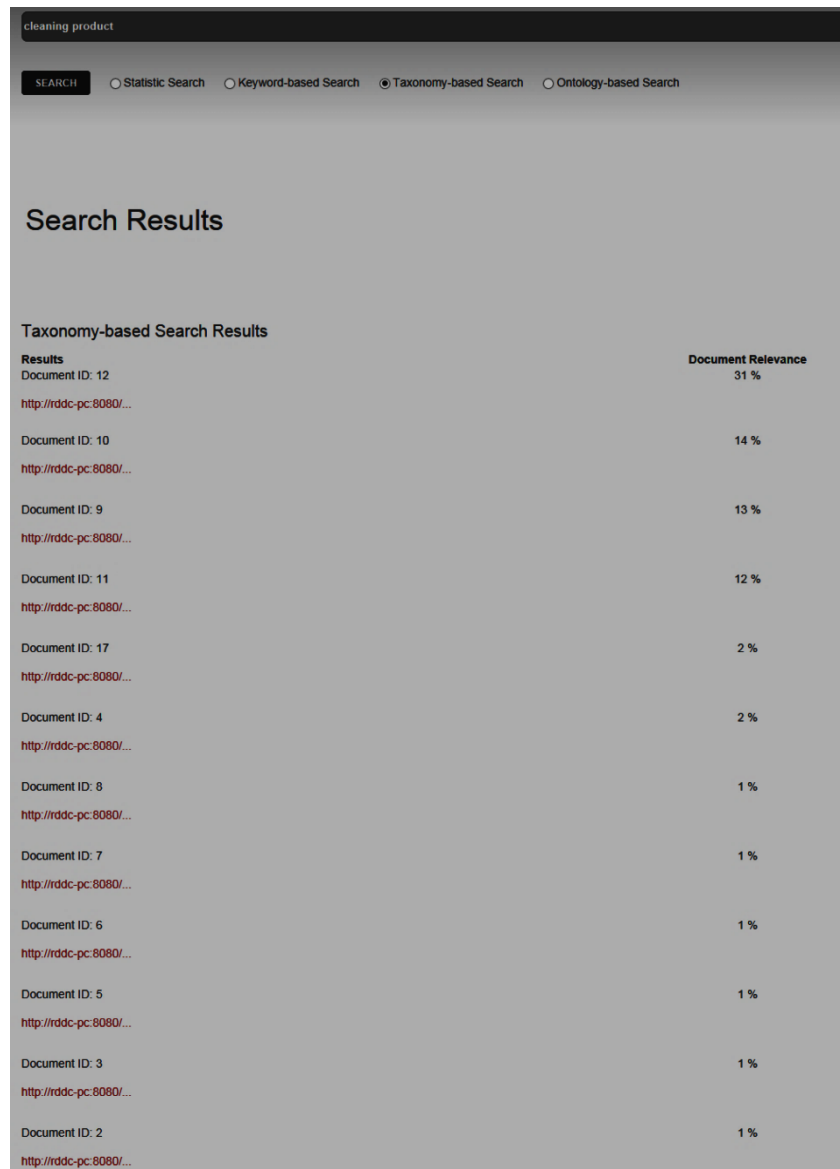 cleaning product
SEARCH Statistic Search Keyword-based Search Taxonomy-based Search Ontology-based Search
Search Results
Taxonomy-based Search Results
Results Document Relevance
Document ID: 12 31 %
http://rddc-pc:8080/...
Document ID: 10 14 %
http://rddc-pc:8080/...
Document ID: 9 13 %
http://rddc-pc:8080/...
Document ID: 11 12 %
http://rddc-pc:8080/...
Document ID: 17 2 %
http://rddc-pc:8080/...
Document ID: 4 2 %
http://rddc-pc:8080/...
Document ID: 8 1 %
http://rddc-pc:8080/...
Document ID: 7 1 %
http://rddc-pc:8080/...
Document ID: 6 1 %
http://rddc-pc:8080/...
Document ID: 5 1 %
http://rddc-pc:8080/...
Document ID: 3 1 %
http://rddc-pc:8080/...
Document ID: 2 1 %
http://rddc-pc:8080/...